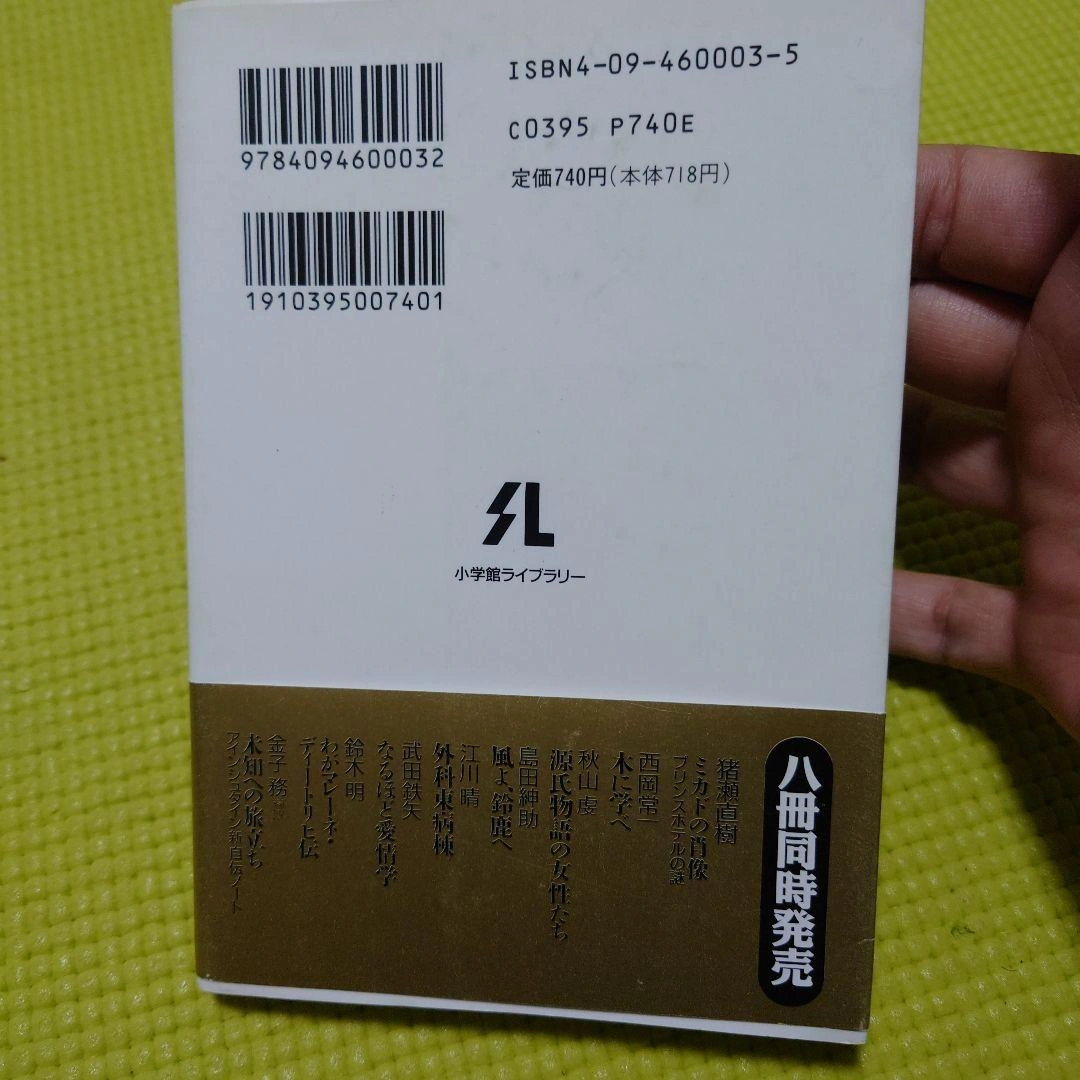 ISBN4-09-460003-5
C0395 P740E
定価740円(本体718円)
9784094600032
1910395007401
SL
小学館ライブラリー
八冊同時発売
猪瀬直樹
ミカドの肖像
プリンスホテルの謎
西岡常一
木に学べ
秋山虔
源氏物語の女性たち
島田紳助
風よ、鈴鹿へ
江川晴
外科東病棟
武田鉄矢
なるほど愛情学
鈴木明
わがマレーネ・
ディートリヒ伝
金子務
未知への旅立ち
アインシュタイン新自伝ノート